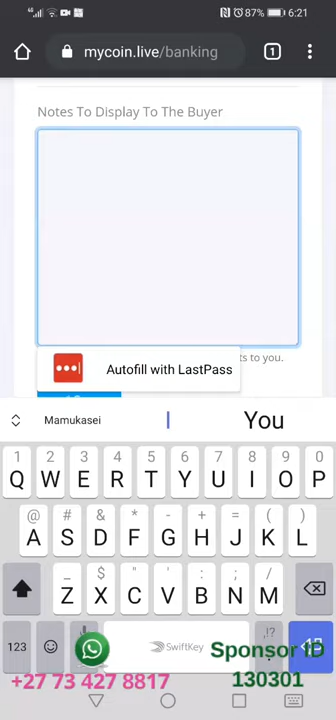 4G 87% 6:21
mycoin.live/banking 1
Notes To Display To The Buyer
ts to you.
Autofill with LastPass
Mamukasei You
1 2 3 4 5 6 7 8 9 0
Q W E R T Y U I O P
@ # & * - + = ( )
A S D F G H J K L
_ $ " ' : ; /
Z X C V B N M
123 SwiftKey ,!? .
Sponsor ID
130301
+27 73 427 8817